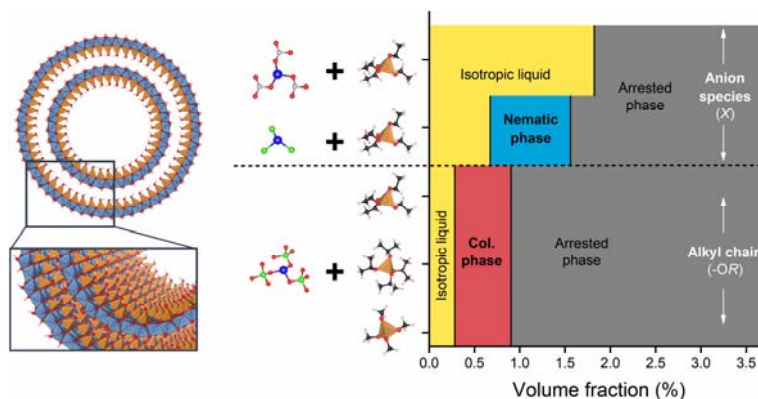 Isotropic liquid
Arrested
phase
Anion
species
(X)
Nematic
phase
Isotropic liquid
Col.
phase
Arrested phase
Alkyl chain
(-OR)
0.0 0.5 1.0 1.5 2.0 2.5 3.0 3.5
Volume fraction (%)